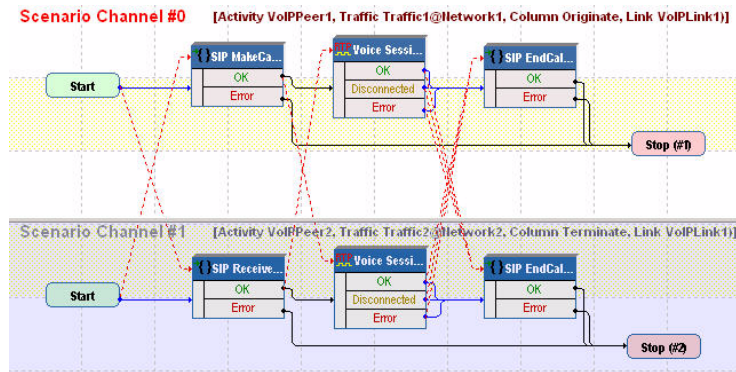 Scenario Channel #0 [Activity VoIPPeer1, Traffic Traffic1@Network1, Column Originate, Link VoIPLink1)]
{}SIP MakeCa...
Voice Sessi...
{}SIP EndCal...
OK
OK
OK
Start
Disconnected
Error
Error
Error
Stop (#1)
Scenario Channel #1 [Activity VoIPPeer2, Traffic Traffic2@Network2, Column Terminate, Link VoIPLink1)]
{}SIP Receive...
Voice Sessi...
{}SIP EndCal...
OK
OK
OK
Start
Disconnected
Error
Error
Error
Stop (#2)